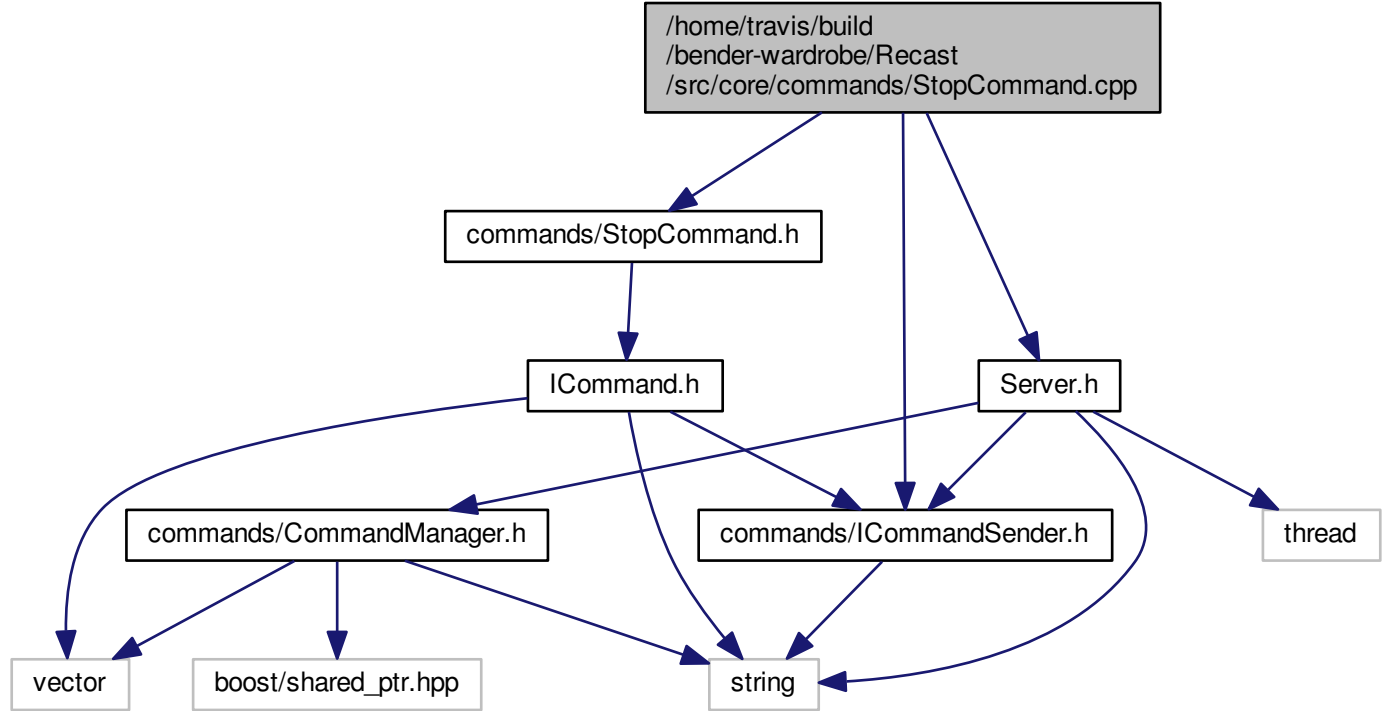 /home/travis/build
/bender-wardrobe/Recast
/src/core/commands/StopCommand.cpp
commands/StopCommand.h
ICommand.h
Server.h
commands/CommandManager.h
commands/ICommandSender.h
thread
vector
boost/shared_ptr.hpp
string